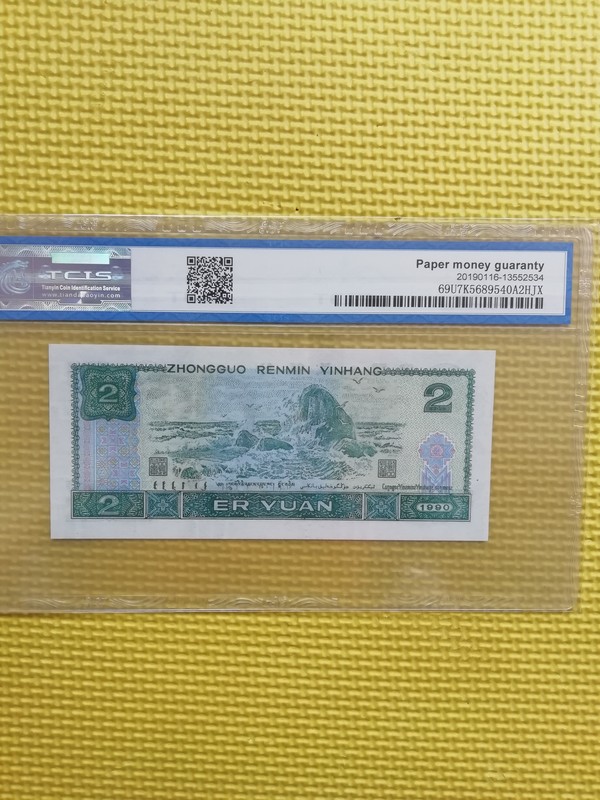 TCIS
Tianyin Coin Identification Service
Paper money guaranty
20190116-13552534
69U7K5689540A2HJX
ZHONGGUO RENMIN YINHANG
2
2
2
ER YUAN
1990